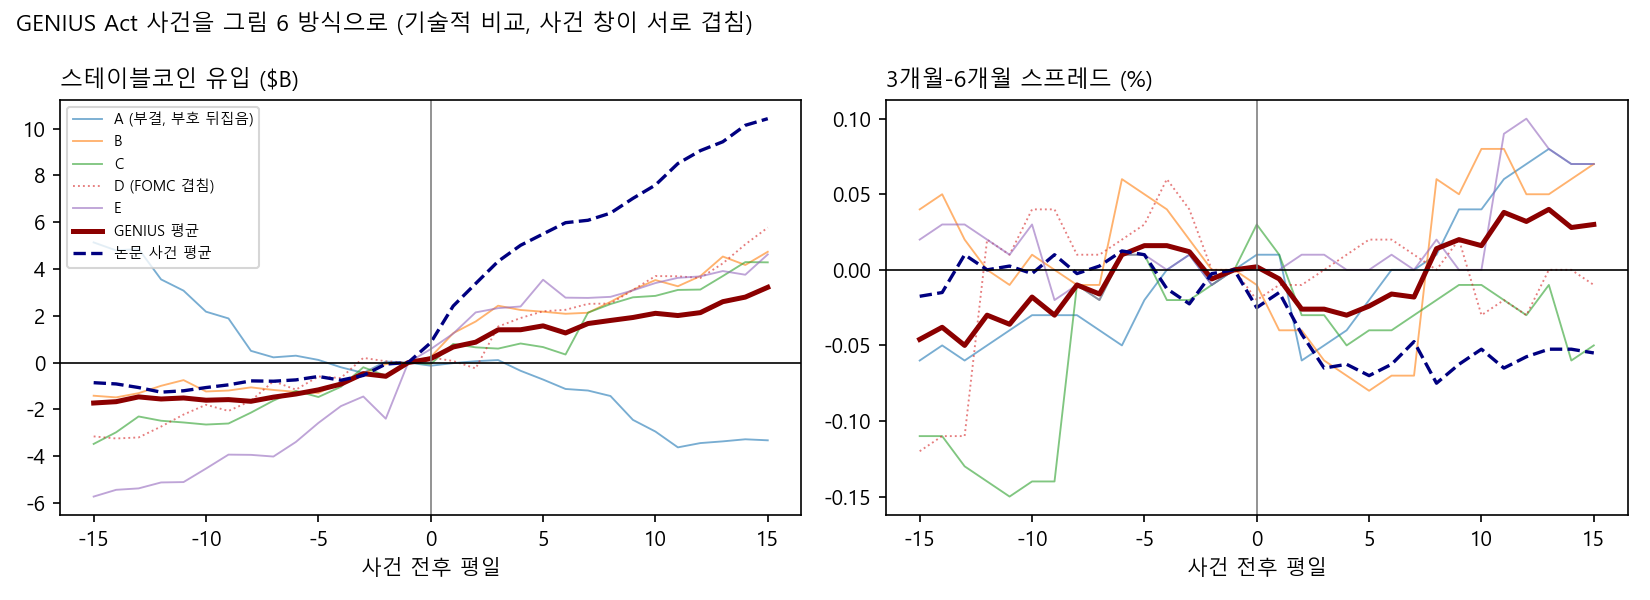 GENIUS Act 사건을 그림 6 방식으로 (기술적 비교, 사건 창이 서로 겹침)
스테이블코인 유입 ($B)
10
8
6
4
2
0
-2
-4
-6
A (부결, 부호 뒤집음)
B
C
D (FOMC 겹침)
E
GENIUS 평균
논문 사건 평균
-15
-10
-5
0
5
10
15
사건 전후 평일
3개월-6개월 스프레드 (%)
0.10
0.05
0.00
-0.05
-0.10
-0.15
-15
-10
-5
0
5
10
15
사건 전후 평일